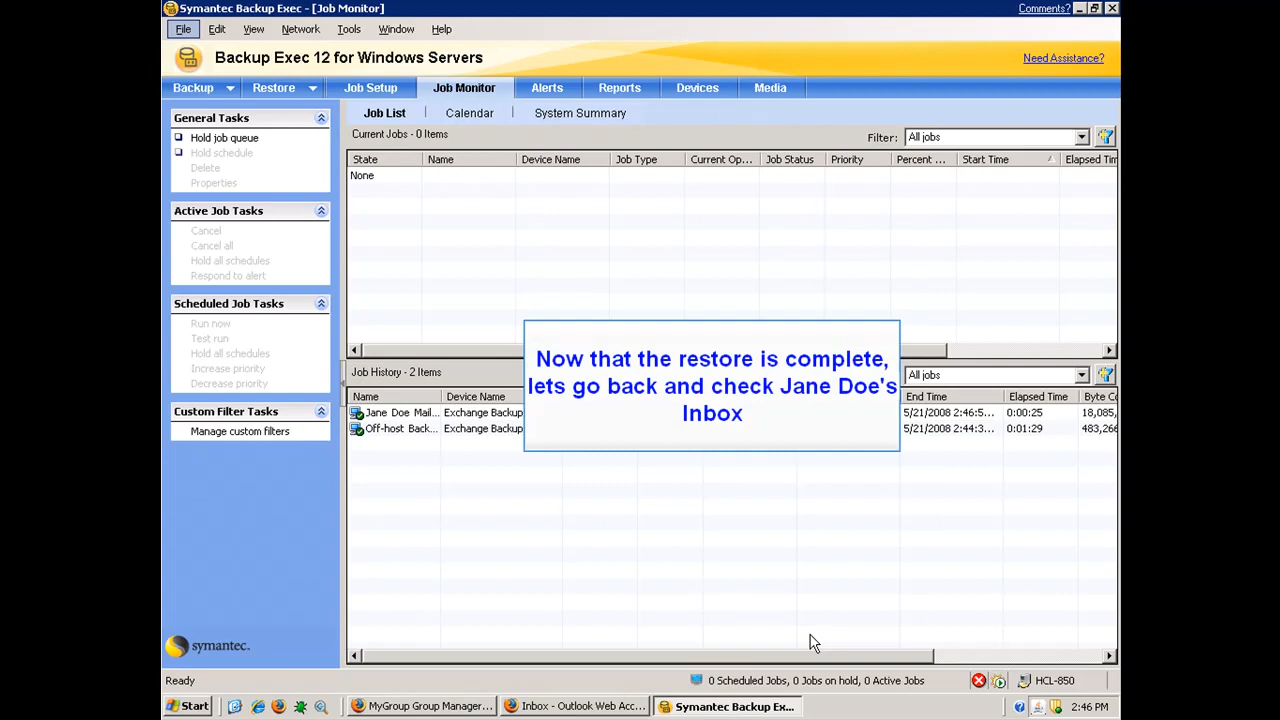 Symantec Backup Exec - [Job Monitor]
Comments?
File Edit View Network Tools Window Help
Backup Exec 12 for Windows Servers
Need Assistance?
Backup Restore Job Setup Job Monitor Alerts Reports Devices Media
General Tasks
Hold job queue
Hold schedule
Delete
Properties
Active Job Tasks
Cancel
Cancel all
Hold all schedules
Respond to alert
Scheduled Job Tasks
Run now
Test run
Hold all schedules
Increase priority
Decrease priority
Custom Filter Tasks
Manage custom filters
symantec.
Job List Calendar System Summary
Current Jobs - 0 Items
Filter: All jobs
State Name Device Name Job Type Current Op... Job Status Priority Percent ... Start Time Elapsed Tim
None
Now that the restore is complete,
lets go back and check Jane Doe's
Inbox
Job History - 2 Items
All jobs
Name Device Name End Time Elapsed Time Byte Co
Jane Doe Mail... Exchange Backup 5/21/2008 2:46:5... 0:00:25 18,085,
Off-host Back... Exchange Backup 5/21/2008 2:44:3... 0:01:29 483,266
Ready
0 Scheduled Jobs, 0 Jobs on hold, 0 Active Jobs
HCL-850
Start
MyGroup Group Manager...
Inbox - Outlook Web Acc...
Symantec Backup Ex...
2:46 PM